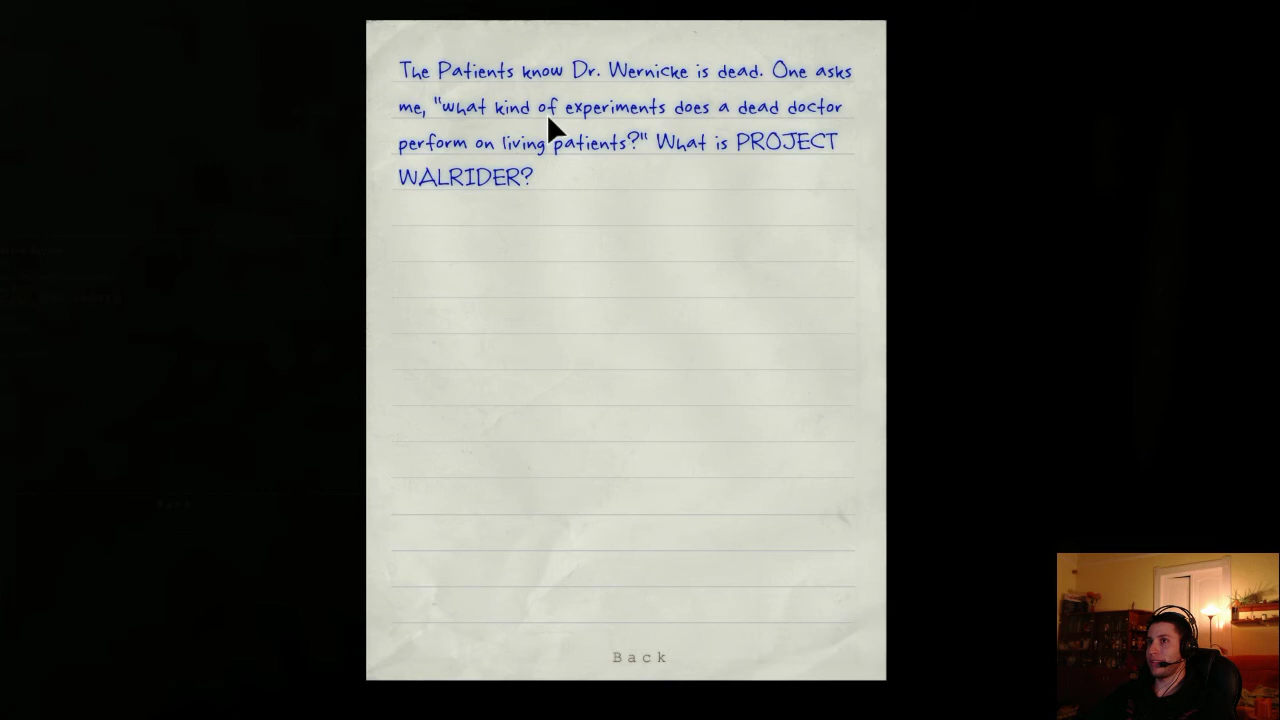 The Patients know Dr. Wernicke is dead. One asks
me, "what kind of experiments does a dead doctor
perform on living patients?" What is PROJECT
WALRIDER?
Back